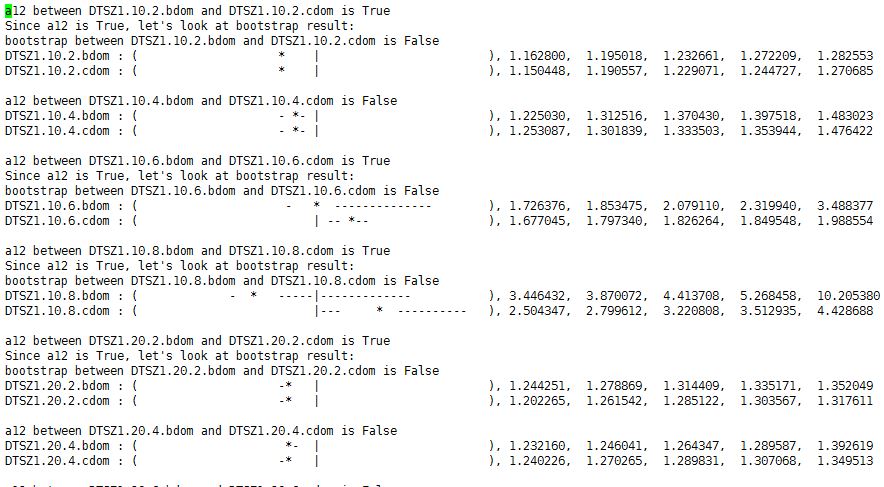 a12 between DTSZ1.10.2.bdom and DTSZ1.10.2.cdom is True
Since a12 is True, let's look at bootstrap result:
bootstrap between DTSZ1.10.2.bdom and DTSZ1.10.2.cdom is False
DTSZ1.10.2.bdom : (                    *    |                        ), 1.162800,  1.195018,  1.232661,  1.272209,  1.282553
DTSZ1.10.2.cdom : (                    *    |                        ), 1.150448,  1.190557,  1.229071,  1.244727,  1.270685
a12 between DTSZ1.10.4.bdom and DTSZ1.10.4.cdom is False
DTSZ1.10.4.bdom : (                    - *- |                        ), 1.225030,  1.312516,  1.370430,  1.397518,  1.483023
DTSZ1.10.4.cdom : (                    - *- |                        ), 1.253087,  1.301839,  1.333503,  1.353944,  1.476422
a12 between DTSZ1.10.6.bdom and DTSZ1.10.6.cdom is True
Since a12 is True, let's look at bootstrap result:
bootstrap between DTSZ1.10.6.bdom and DTSZ1.10.6.cdom is False
DTSZ1.10.6.bdom : (                     -   *  --------------        ), 1.726376,  1.853475,  2.079110,  2.319940,  3.488377
DTSZ1.10.6.cdom : (                         | -- *--                 ), 1.677045,  1.797340,  1.826264,  1.849548,  1.988554
a12 between DTSZ1.10.8.bdom and DTSZ1.10.8.cdom is True
Since a12 is True, let's look at bootstrap result:
bootstrap between DTSZ1.10.8.bdom and DTSZ1.10.8.cdom is False
DTSZ1.10.8.bdom : (             -  *   -----|-------------           ), 3.446432,  3.870072,  4.413708,  5.268458,  10.205380
DTSZ1.10.8.cdom : (                         |---     *  ----------   ), 2.504347,  2.799612,  3.220808,  3.512935,  4.428688
a12 between DTSZ1.20.2.bdom and DTSZ1.20.2.cdom is True
Since a12 is True, let's look at bootstrap result:
bootstrap between DTSZ1.20.2.bdom and DTSZ1.20.2.cdom is False
DTSZ1.20.2.bdom : (                    -*   |                        ), 1.244251,  1.278869,  1.314409,  1.335171,  1.352049
DTSZ1.20.2.cdom : (                    -*   |                        ), 1.202265,  1.261542,  1.285122,  1.303567,  1.317611
a12 between DTSZ1.20.4.bdom and DTSZ1.20.4.cdom is False
DTSZ1.20.4.bdom : (                     *-  |                        ), 1.232160,  1.246041,  1.264347,  1.289587,  1.392619
DTSZ1.20.4.cdom : (                    -*   |                        ), 1.240226,  1.270265,  1.289831,  1.307068,  1.349513